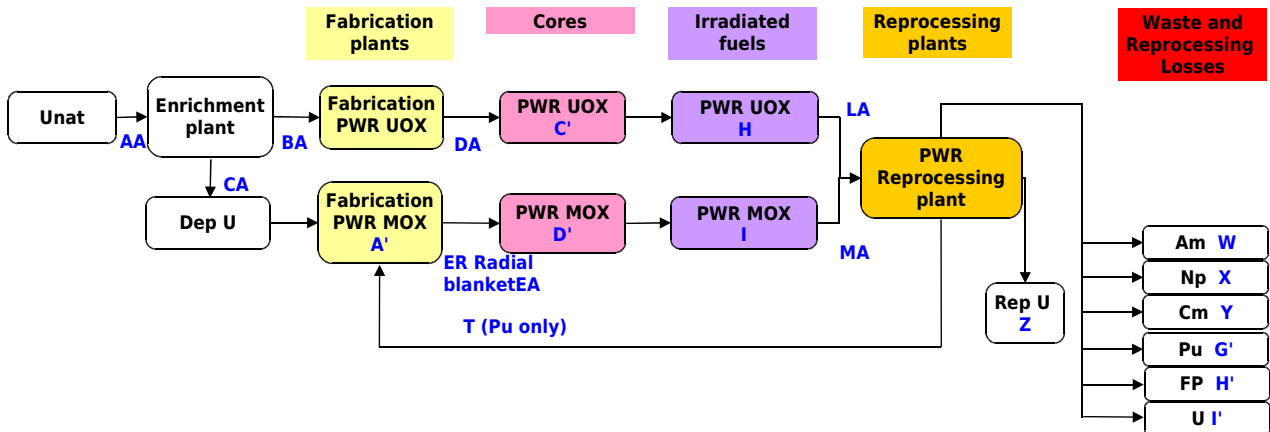 Fabrication
plants
Cores
Irradiated
fuels
Reprocessing
plants
Waste and
Reprocessing
Losses
Unat
AA
Enrichment
plant
BA
Fabrication
PWR UOX
DA
PWR UOX
C'
PWR UOX
H
LA
CA
Dep U
Fabrication
PWR MOX
A'
ER Radial
blanketEA
PWR MOX
D'
PWR MOX
I
MA
PWR
Reprocessing
plant
T (Pu only)
Rep U
Z
Am W
Np X
Cm Y
Pu G'
FP H'
U I'